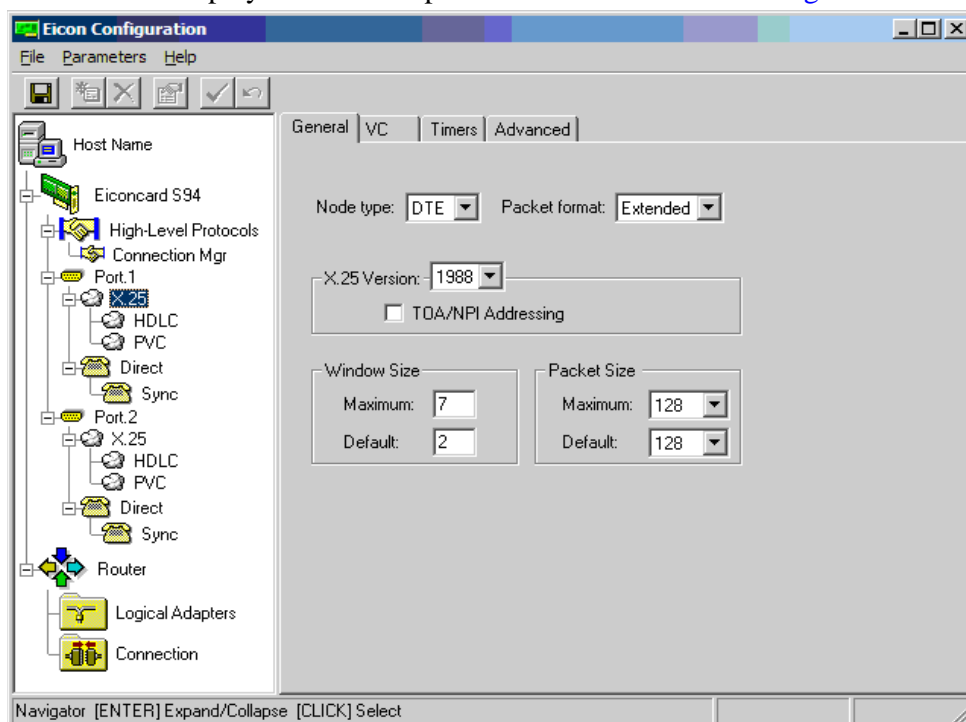 Eicon Configuration
File Parameters Help
Host Name
Eiconcard S94
High-Level Protocols
Connection Mgr
Port.1
X.25
HDLC
PVC
Direct
Sync
Port.2
X.25
HDLC
PVC
Direct
Sync
Router
Logical Adapters
Connection
General VC Timers Advanced
Node type: DTE Packet format: Extended
X.25 Version: 1988
TOA/NPI Addressing
Window Size
Maximum: 7
Default: 2
Packet Size
Maximum: 128
Default: 128
Navigator [ENTER] Expand/Collapse [CLICK] Select